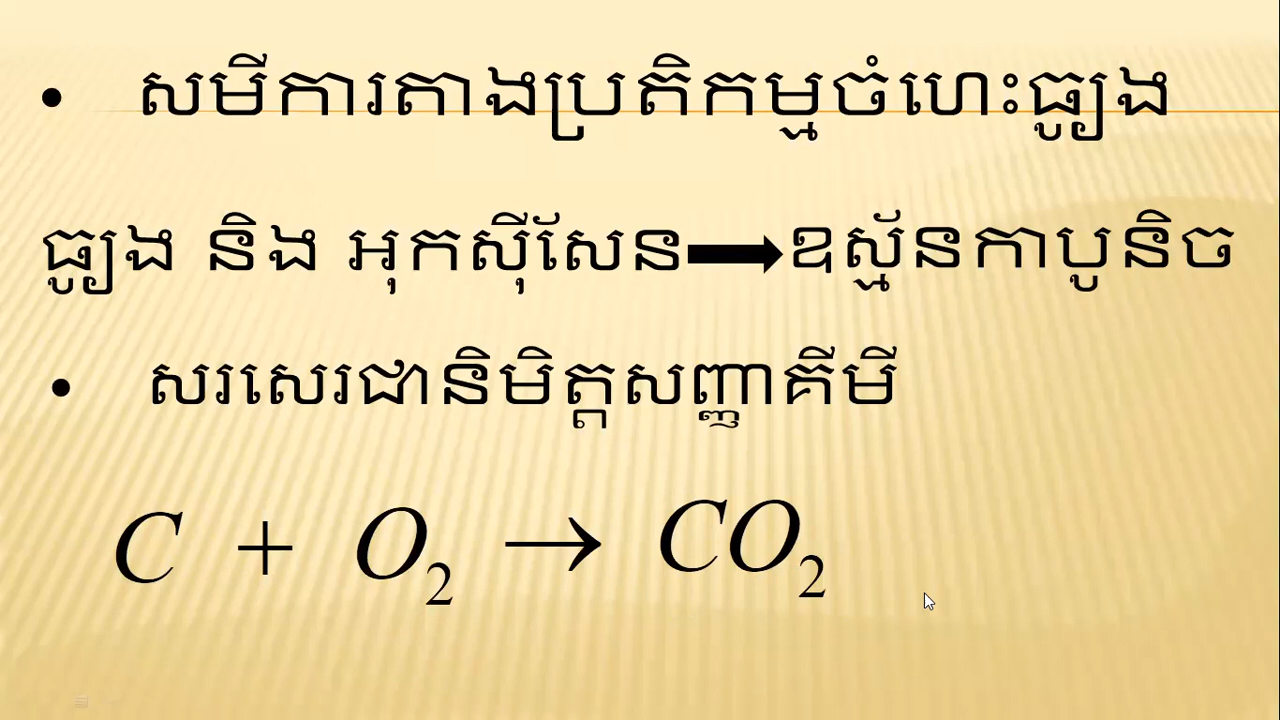 • សមីការតាងប្រតិកម្មចំហេះធ្យូង
ធ្យូង និង អុកស៊ីសែន➡ឧស្ម័នកាបូនិច
• សរសេរជានិមិត្តសញ្ញាគីមី
C + O₂ → CO₂